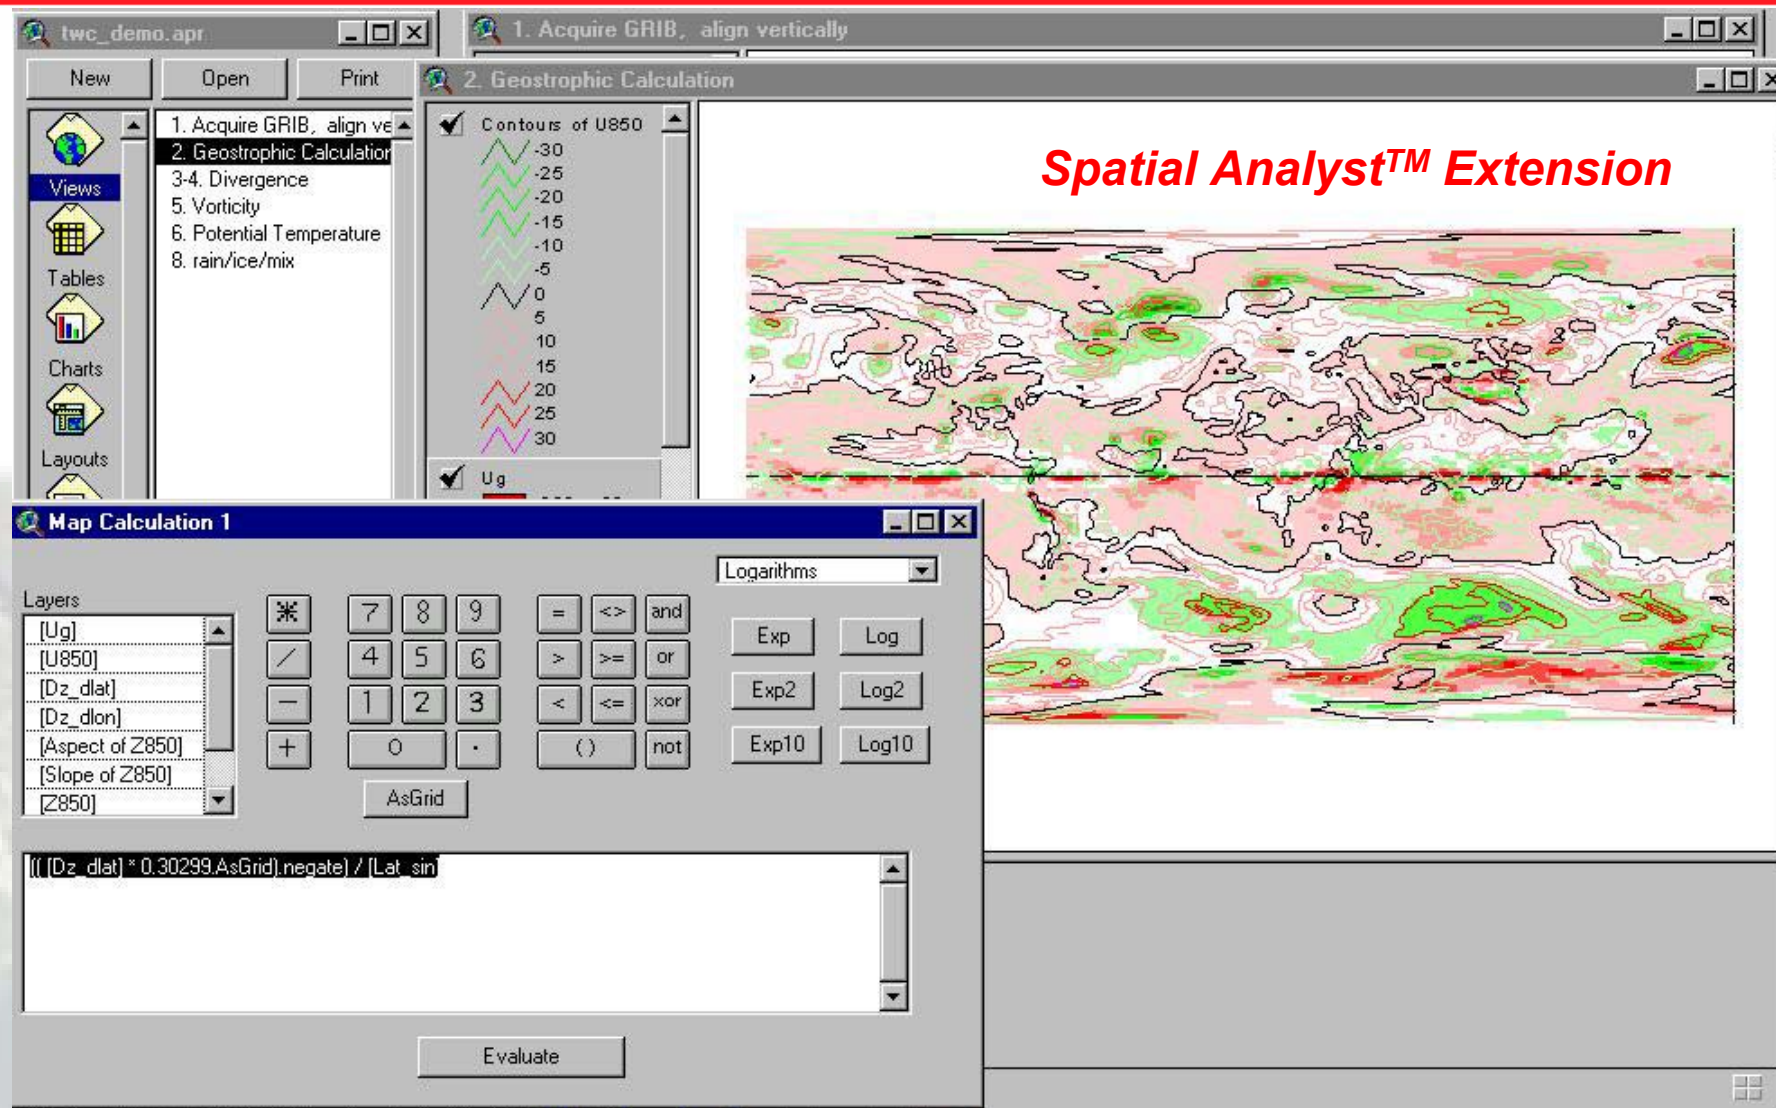 twc_demo.apr
1. Acquire GRIB, align vertically
New
Open
Print
2. Geostrophic Calculation
Views
Tables
Charts
Layouts
1. Acquire GRIB, align ve
2. Geostrophic Calculation
3-4. Divergence
5. Vorticity
6. Potential Temperature
8. rain/ice/mix
Contours of U850
-30
-25
-20
-15
-10
-5
0
5
10
15
20
25
30
Ug
Spatial Analyst™ Extension
Map Calculation 1
Logarithms
Layers
[Ug]
[U850]
[Dz_dlat]
[Dz_dlon]
[Aspect of Z850]
[Slope of Z850]
[Z850]
* 7 8 9 = <> and
/ 4 5 6 > >= or
- 1 2 3 < <= xor
+ 0 . ( ) not
AsGrid
Exp Log
Exp2 Log2
Exp10 Log10
(( [Dz_dlat] * 0.30299.AsGrid).negate) / [Lat_sin]
Evaluate